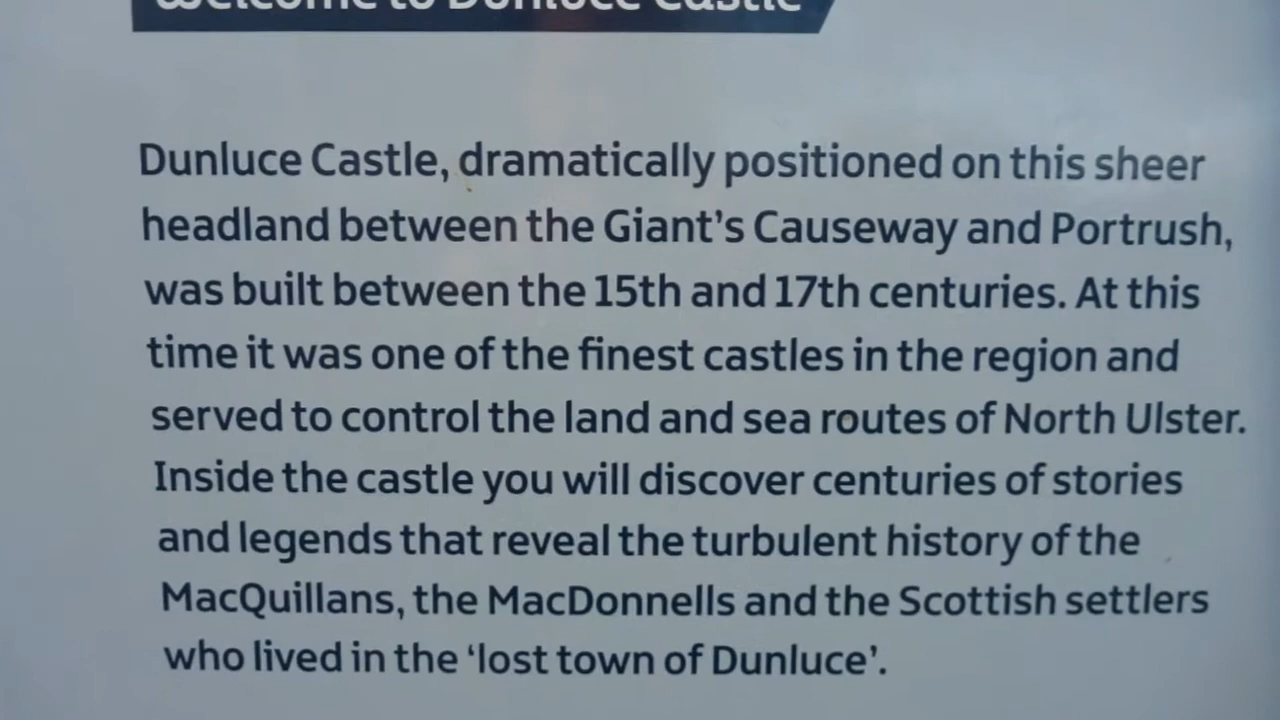 Welcome to Dunluce Castle
Dunluce Castle, dramatically positioned on this sheer
headland between the Giant's Causeway and Portrush,
was built between the 15th and 17th centuries. At this
time it was one of the finest castles in the region and
served to control the land and sea routes of North Ulster.
Inside the castle you will discover centuries of stories
and legends that reveal the turbulent history of the
MacQuillans, the MacDonnells and the Scottish settlers
who lived in the ‘lost town of Dunluce’.